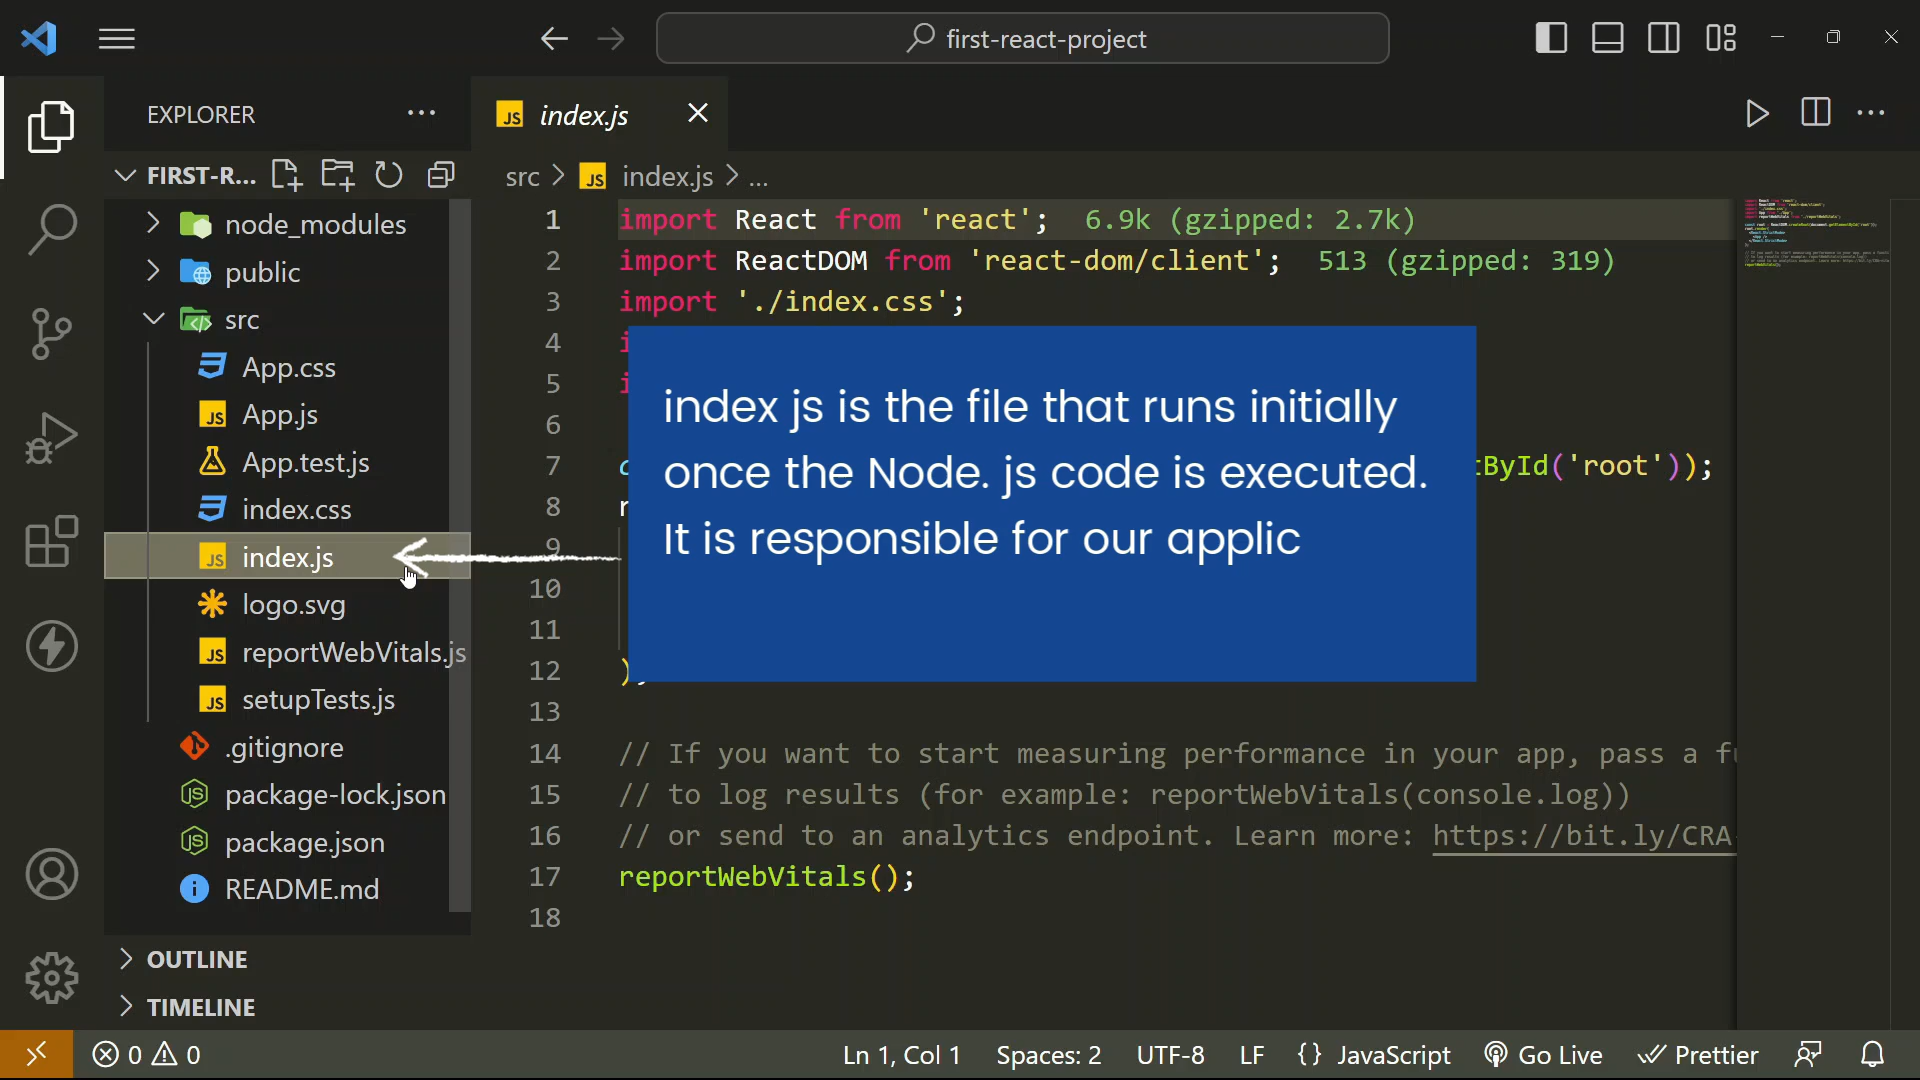 first-react-project
EXPLORER
index.js
FIRST-R...
src > index.js > ...
node_modules
public
src
App.css
App.js
App.test.js
index.css
index.js
logo.svg
reportWebVitals.js
setupTests.js
.gitignore
package-lock.json
package.json
README.md
OUTLINE
TIMELINE
1 import React from 'react'; 6.9k (gzipped: 2.7k)
2 import ReactDOM from 'react-dom/client'; 513 (gzipped: 319)
3 import './index.css';
4 i
5 i
6
7 c ById('root'));
8 r
9
10
11
12 );
13
14 // If you want to start measuring performance in your app, pass a fu
15 // to log results (for example: reportWebVitals(console.log))
16 // or send to an analytics endpoint. Learn more: https://bit.ly/CRA
17 reportWebVitals();
18
index js is the file that runs initially
once the Node. js code is executed.
It is responsible for our applic
0 0
Ln 1, Col 1 Spaces: 2 UTF-8 LF {} JavaScript Go Live Prettier